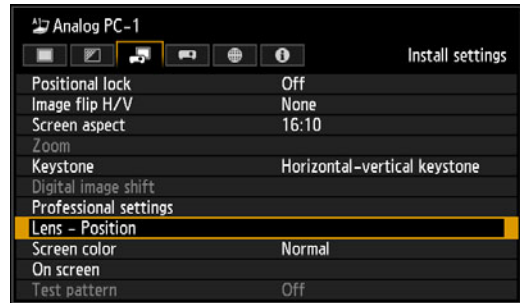 Analog PC-1
Install settings
Positional lock Off
Image flip H/V None
Screen aspect 16:10
Zoom
Keystone Horizontal-vertical keystone
Digital image shift
Professional settings
Lens - Position
Screen color Normal
On screen
Test pattern Off